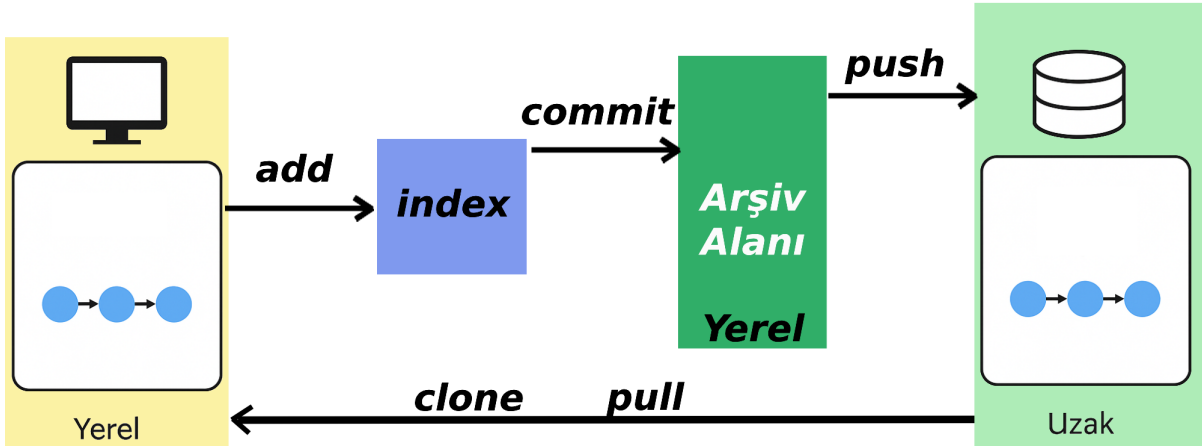 push
commit
add
index
Arşiv
Alanı
Yerel
clone pull
Yerel
Uzak